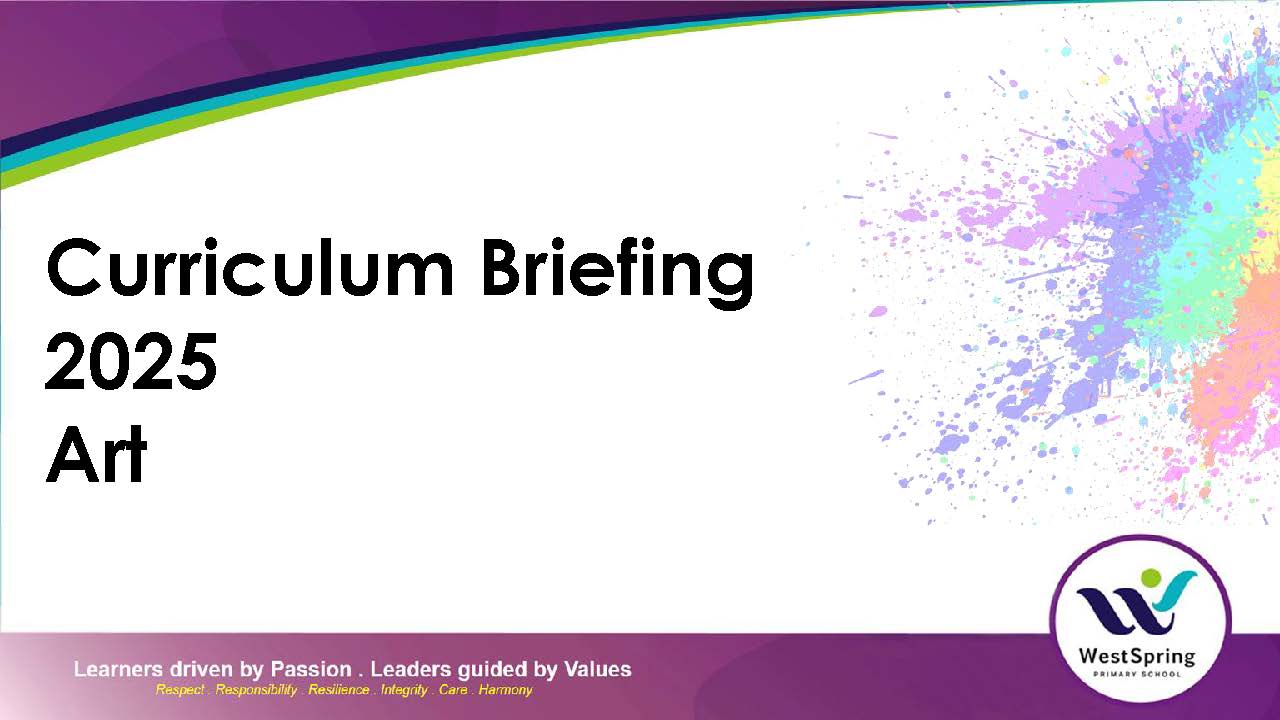 Curriculum Briefing
2025
Art
WestSpring
PRIMARY SCHOOL
Learners driven by Passion . Leaders guided by Values
Respect . Responsibility . Resilience . Integrity . Care . Harmony